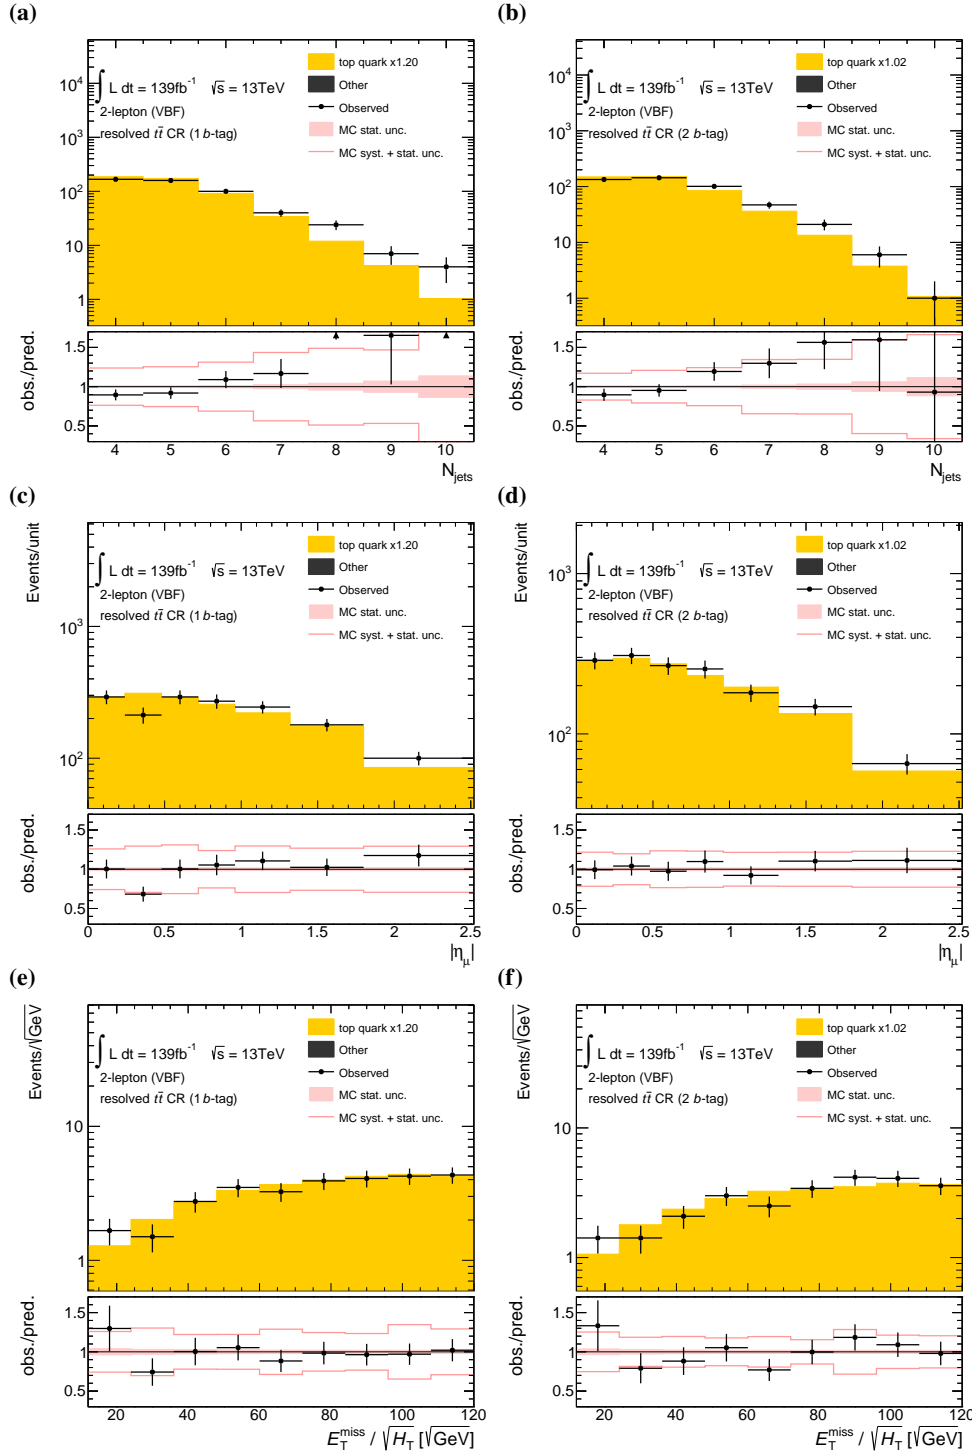 (a)
top quark x1.20
Other
Observed
MC stat. unc.
MC syst. + stat. unc.
∫ L dt = 139fb⁻¹ √s = 13TeV
2-lepton (VBF)
resolved tt̄ CR (1 b-tag)
10⁴
10³
10²
10
1
obs./pred.
1.5
1
0.5
4 5 6 7 8 9 10
N_jets
(b)
top quark x1.02
Other
Observed
MC stat. unc.
MC syst. + stat. unc.
∫ L dt = 139fb⁻¹ √s = 13TeV
2-lepton (VBF)
resolved tt̄ CR (2 b-tag)
10⁴
10³
10²
10
1
obs./pred.
1.5
1
0.5
4 5 6 7 8 9 10
N_jets
(c)
Events/unit
top quark x1.20
Other
Observed
MC stat. unc.
MC syst. + stat. unc.
∫ L dt = 139fb⁻¹ √s = 13TeV
2-lepton (VBF)
resolved tt̄ CR (1 b-tag)
10³
10²
obs./pred.
1.5
1
0.5
0 0.5 1 1.5 2 2.5
|η_μ|
(d)
Events/unit
top quark x1.02
Other
Observed
MC stat. unc.
MC syst. + stat. unc.
∫ L dt = 139fb⁻¹ √s = 13TeV
2-lepton (VBF)
resolved tt̄ CR (2 b-tag)
10³
10²
obs./pred.
1.5
1
0.5
0 0.5 1 1.5 2 2.5
|η_μ|
(e)
Events/√GeV
top quark x1.20
Other
Observed
MC stat. unc.
MC syst. + stat. unc.
∫ L dt = 139fb⁻¹ √s = 13TeV
2-lepton (VBF)
resolved tt̄ CR (1 b-tag)
10
1
obs./pred.
1.5
1
0.5
20 40 60 80 100 120
E_T^miss / √H_T [√GeV]
(f)
Events/√GeV
top quark x1.02
Other
Observed
MC stat. unc.
MC syst. + stat. unc.
∫ L dt = 139fb⁻¹ √s = 13TeV
2-lepton (VBF)
resolved tt̄ CR (2 b-tag)
10
1
obs./pred.
1.5
1
0.5
20 40 60 80 100 120
E_T^miss / √H_T [√GeV]